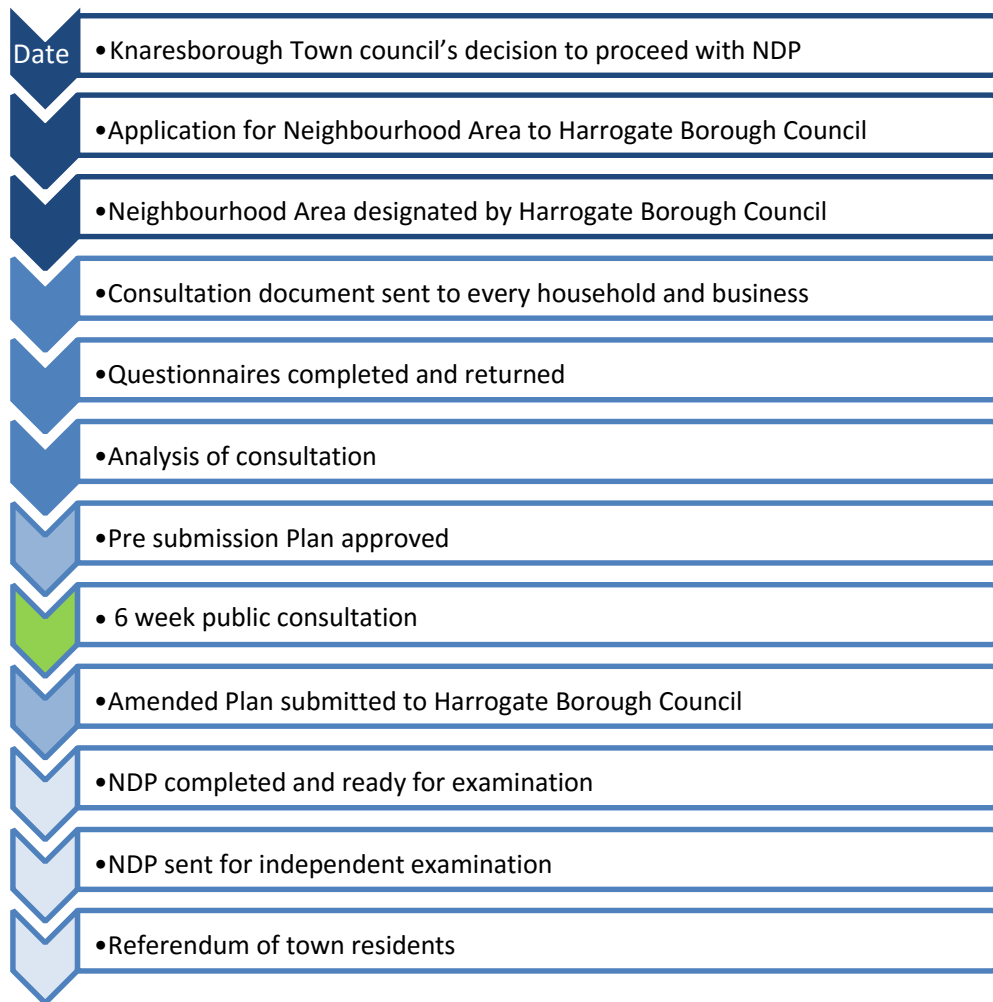 Date
•Knaresborough Town council’s decision to proceed with NDP
•Application for Neighbourhood Area to Harrogate Borough Council
•Neighbourhood Area designated by Harrogate Borough Council
•Consultation document sent to every household and business
•Questionnaires completed and returned
•Analysis of consultation
•Pre submission Plan approved
• 6 week public consultation
•Amended Plan submitted to Harrogate Borough Council
•NDP completed and ready for examination
•NDP sent for independent examination
•Referendum of town residents